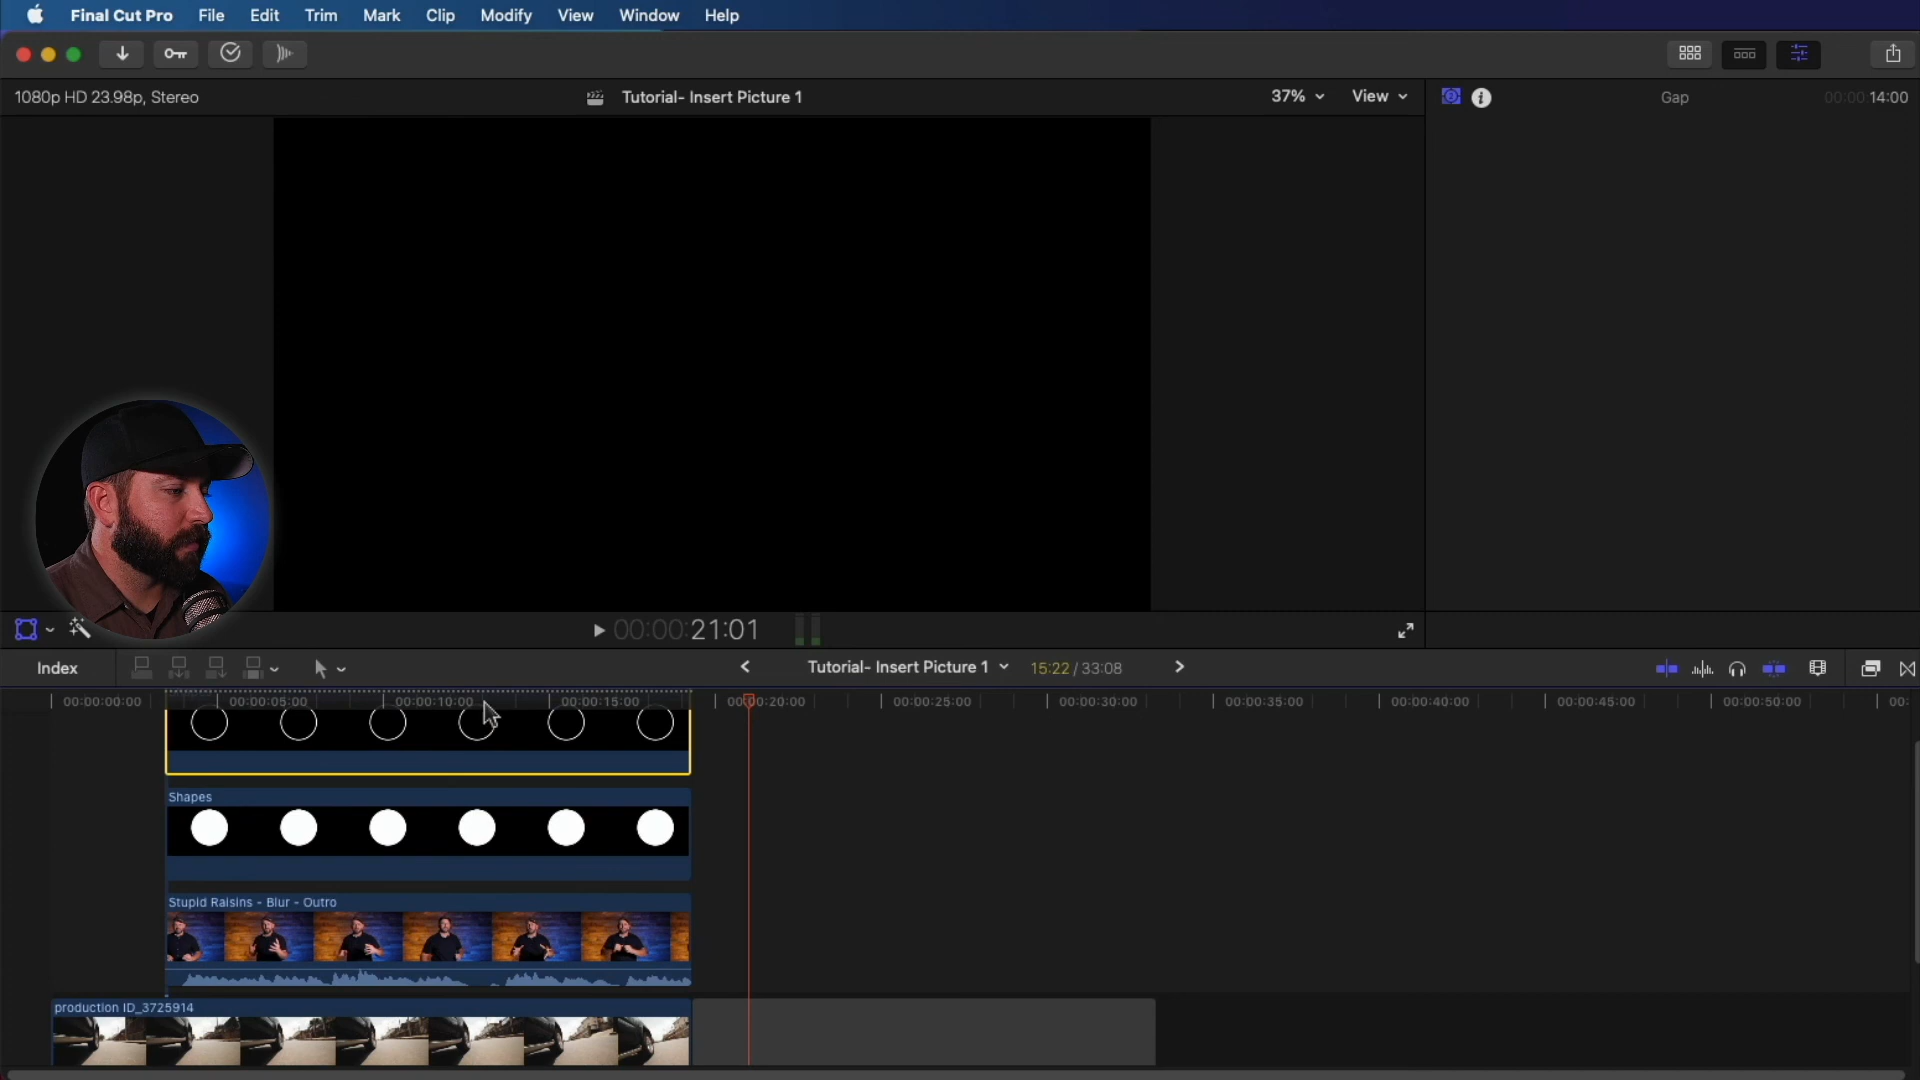 Final Cut Pro File Edit Trim Mark Clip Modify View Window Help
1080p HD 23.98p, Stereo Tutorial- Insert Picture 1 37% View Gap 00:00:14:00
00:00:21:01
Index Tutorial- Insert Picture 1 15:22 / 33:08
00:00:00:00 00:00:05:00 00:00:10:00 00:00:15:00 00:00:20:00 00:00:25:00 00:00:30:00 00:00:35:00 00:00:40:00 00:00:45:00 00:00:50:00 00:
Shapes
Stupid Raisins - Blur - Outro
production ID_3725914